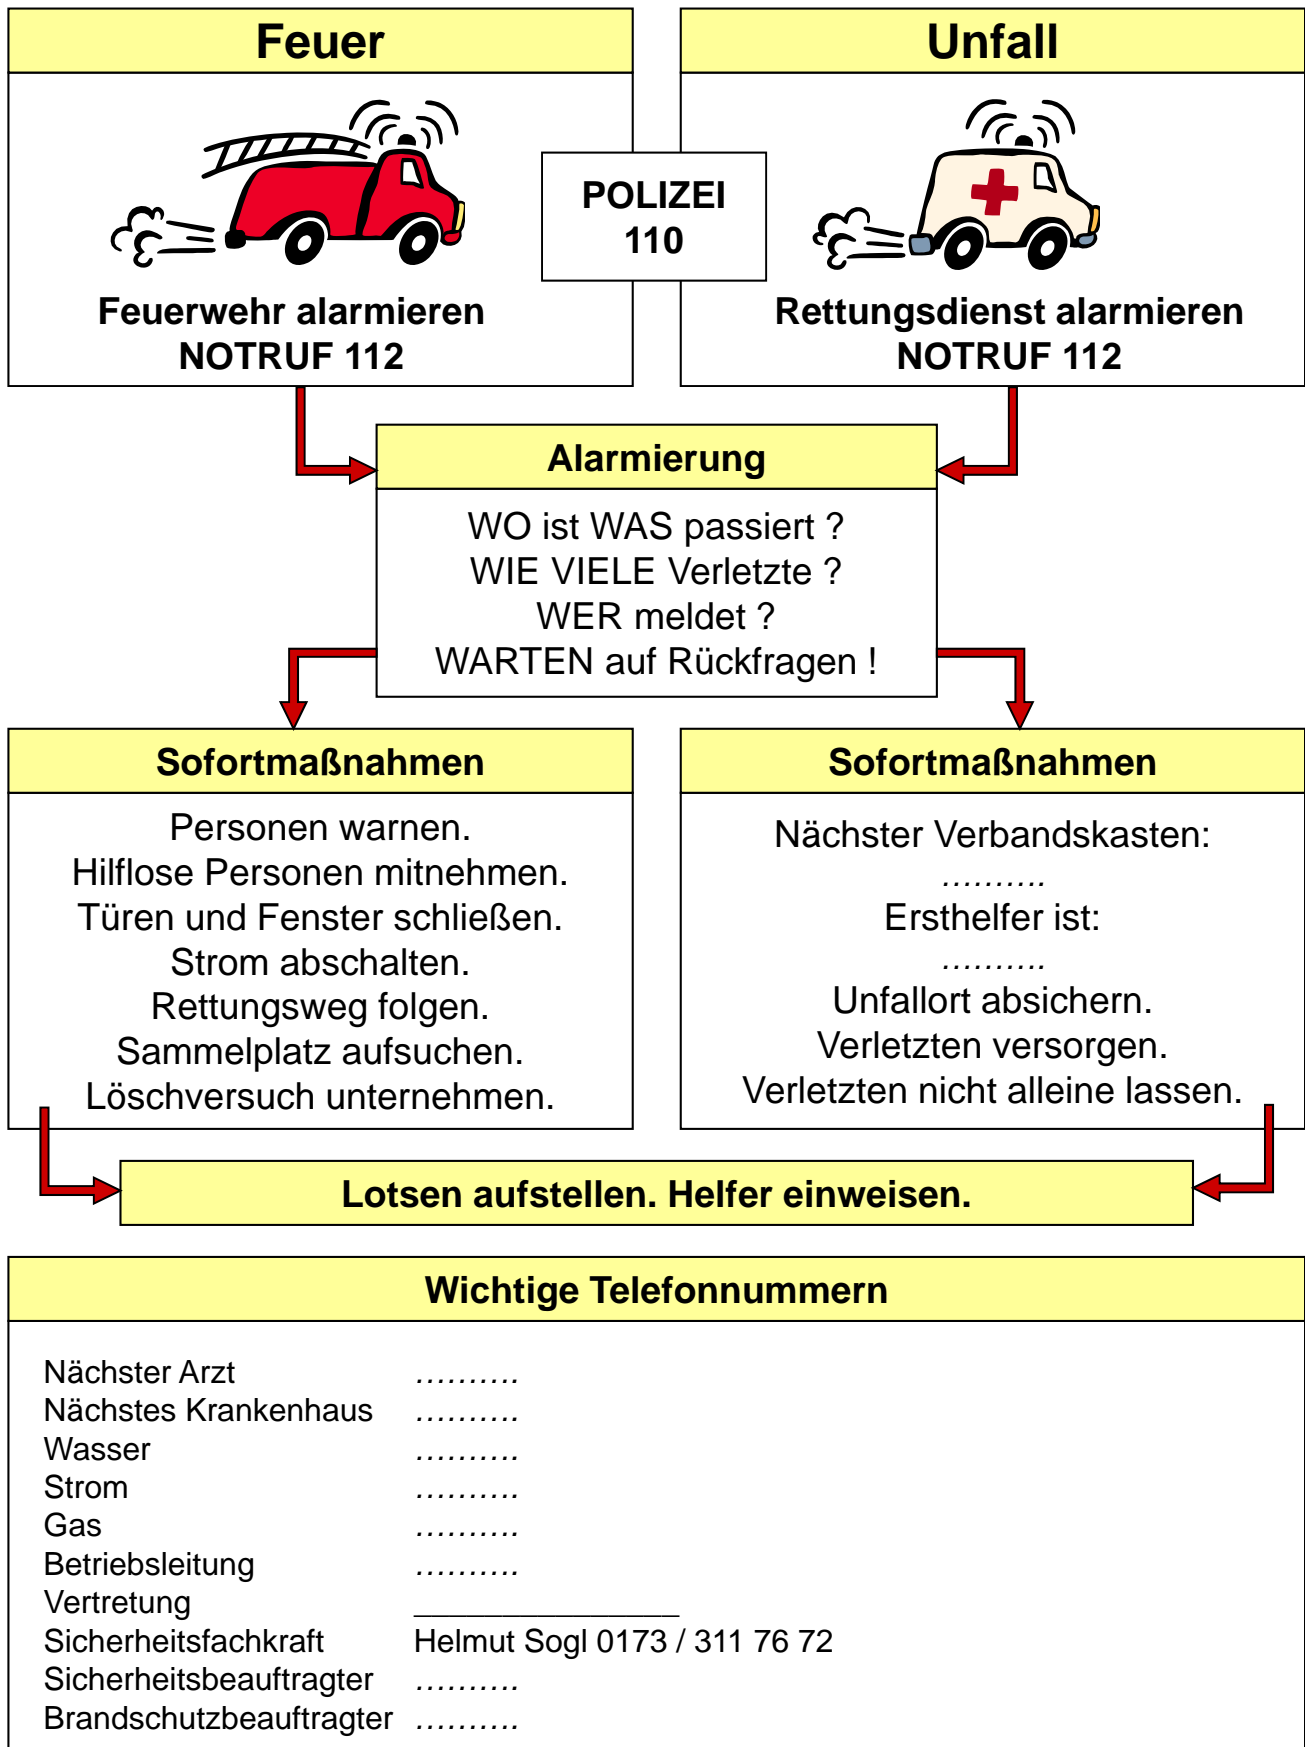 Feuer
Feuerwehr alarmieren
NOTRUF 112
POLIZEI
110
Unfall
Rettungsdienst alarmieren
NOTRUF 112
Alarmierung
WO ist WAS passiert ?
WIE VIELE Verletzte ?
WER meldet ?
WARTEN auf Rückfragen !
Sofortmaßnahmen
Personen warnen.
Hilflose Personen mitnehmen.
Türen und Fenster schließen.
Strom abschalten.
Rettungsweg folgen.
Sammelplatz aufsuchen.
Löschversuch unternehmen.
Sofortmaßnahmen
Nächster Verbandskasten:
……….
Ersthelfer ist:
……….
Unfallort absichern.
Verletzten versorgen.
Verletzten nicht alleine lassen.
Lotsen aufstellen. Helfer einweisen.
Wichtige Telefonnummern
Nächster Arzt ……….
Nächstes Krankenhaus ……….
Wasser ……….
Strom ……….
Gas ……….
Betriebsleitung ……….
Vertretung _______________
Sicherheitsfachkraft Helmut Sogl 0173 / 311 76 72
Sicherheitsbeauftragter ……….
Brandschutzbeauftragter ……….